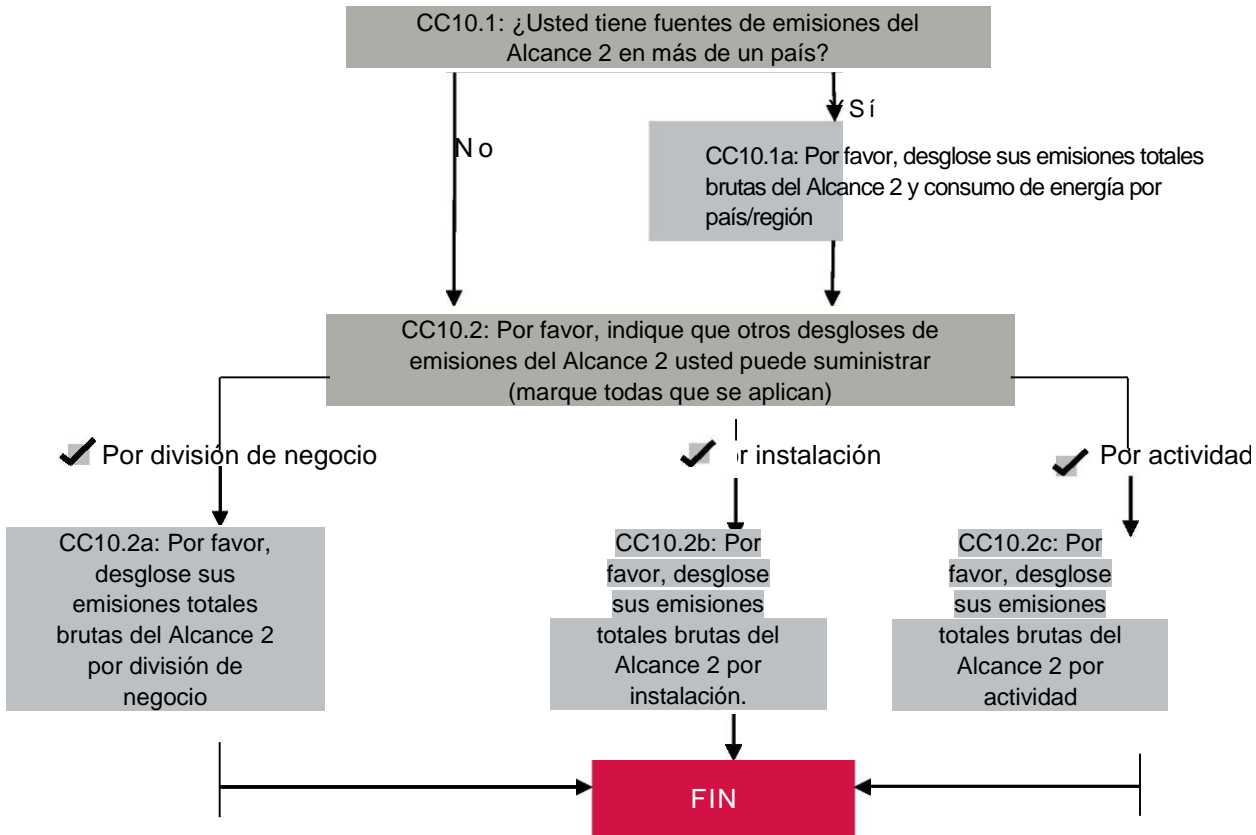 CC10.1: ¿Usted tiene fuentes de emisiones del
Alcance 2 en más de un país?
Sí
No
CC10.1a: Por favor, desglose sus emisiones totales
brutas del Alcance 2 y consumo de energía por
país/región
CC10.2: Por favor, indique que otros desgloses de
emisiones del Alcance 2 usted puede suministrar
(marque todas que se aplican)
Por división de negocio
r instalación
Por actividad
CC10.2a: Por favor,
desglose sus
emisiones totales
brutas del Alcance 2
por división de
negocio
CC10.2b: Por
favor, desglose
sus emisiones
totales brutas del
Alcance 2 por
instalación.
CC10.2c: Por
favor, desglose
sus emisiones
totales brutas del
Alcance 2 por
actividad
FIN